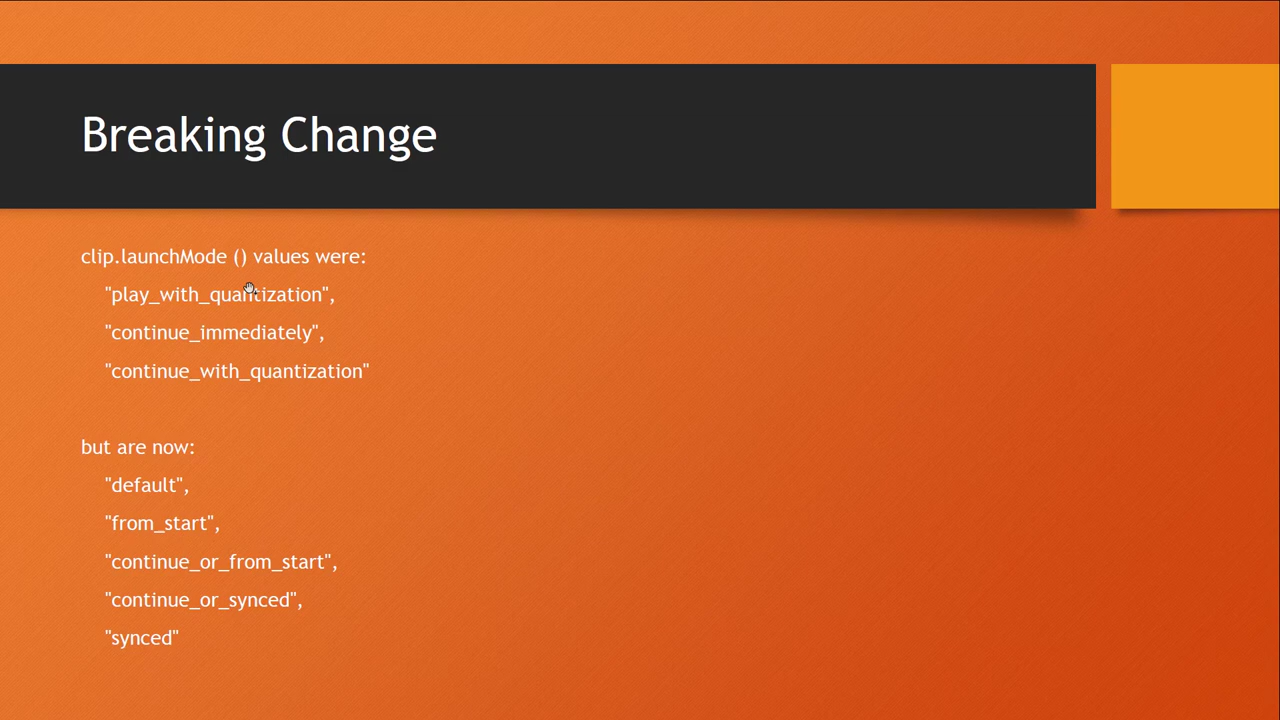 Breaking Change
clip.launchMode () values were:
"play_with_quantization",
"continue_immediately",
"continue_with_quantization"
but are now:
"default",
"from_start",
"continue_or_from_start",
"continue_or_synced",
"synced"